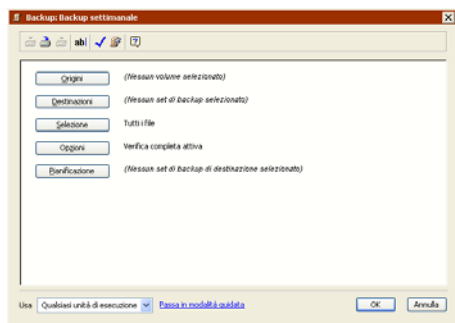 Backup: Backup settimanale
ab|
Origini (Nessun volume selezionato)
Destinazioni (Nessun set di backup selezionato)
Selezione Tutti i file
Opzioni Verifica completa attiva
Pianificazione (Nessun set di backup di destinazione selezionato)
Usa Qualsiasi unità di esecuzione Passa in modalità guidata OK Annulla